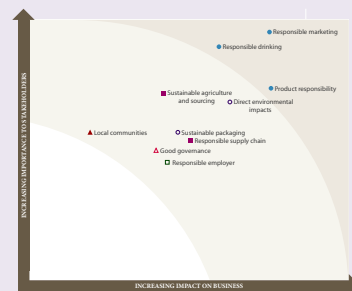 Responsible marketing
Responsible drinking
Product responsibility
Sustainable agriculture
and sourcing
Direct environmental
impacts
Local communities
Sustainable packaging
Responsible supply chain
Good governance
Responsible employer
INCREASING IMPORTANCE TO STAKEHOLDERS
INCREASING IMPACT ON BUSINESS